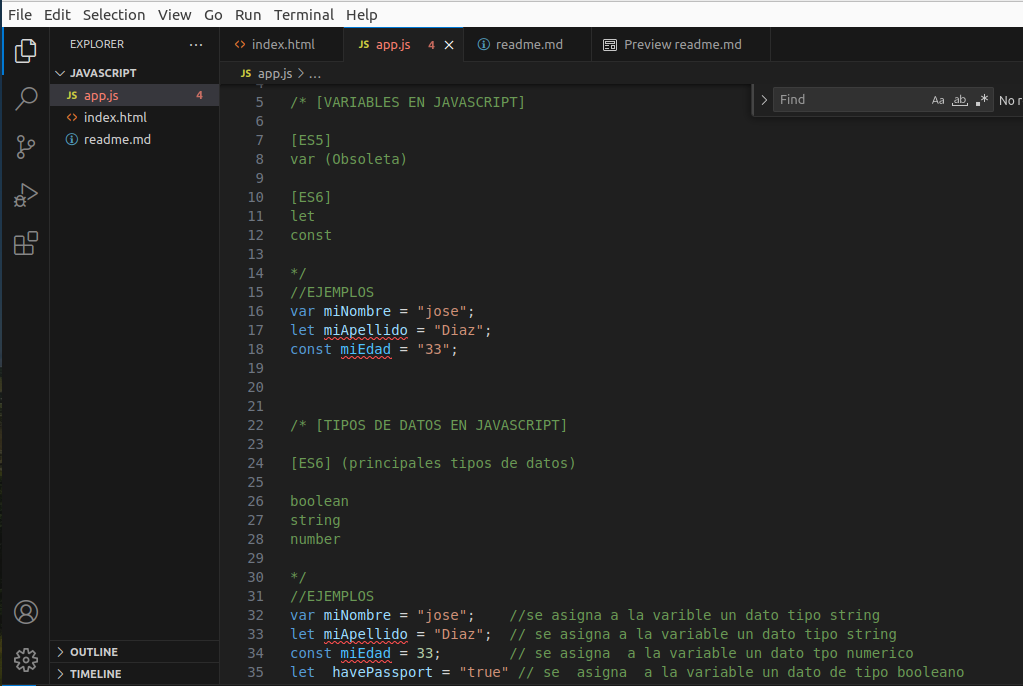 File Edit Selection View Go Run Terminal Help
EXPLORER ...
index.html
JS app.js 4
readme.md
Preview readme.md
JAVASCRIPT
JS app.js 4
index.html
readme.md
JS app.js > ...
> Find Aa ab .* No r
5 /* [VARIABLES EN JAVASCRIPT]
6
7 [ES5]
8 var (Obsoleta)
9
10 [ES6]
11 let
12 const
13
14 */
15 //EJEMPLOS
16 var miNombre = "jose";
17 let miApellido = "Diaz";
18 const miEdad = "33";
19
20
21
22 /* [TIPOS DE DATOS EN JAVASCRIPT]
23
24 [ES6] (principales tipos de datos)
25
26 boolean
27 string
28 number
29
30 */
31 //EJEMPLOS
32 var miNombre = "jose"; //se asigna a la varible un dato tipo string
33 let miApellido = "Diaz"; // se asigna a la variable un dato tipo string
34 const miEdad = 33; // se asigna a la variable un dato tpo numerico
35 let havePassport = "true" // se asigna a la variable un dato de tipo booleano
OUTLINE
TIMELINE